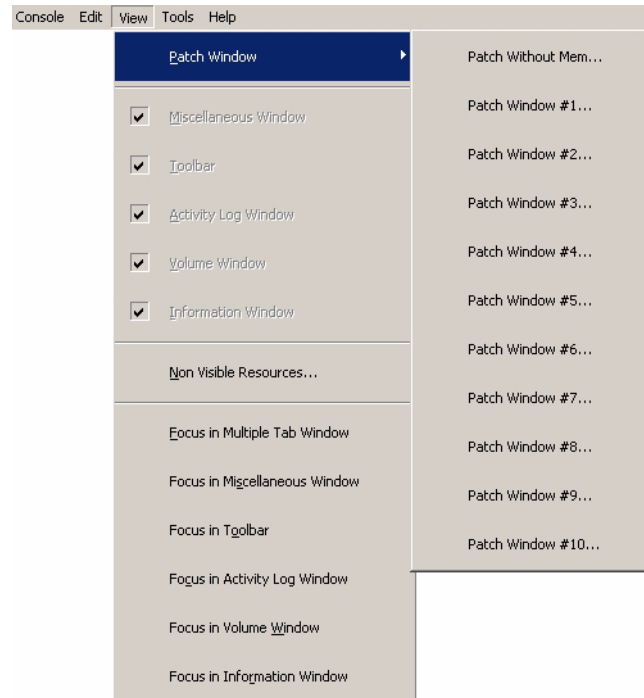 Console Edit View Tools Help
Patch Window
Miscellaneous Window
Toolbar
Activity Log Window
Volume Window
Information Window
Non Visible Resources...
Focus in Multiple Tab Window
Focus in Miscellaneous Window
Focus in Toolbar
Focus in Activity Log Window
Focus in Volume Window
Focus in Information Window
Patch Without Mem...
Patch Window #1...
Patch Window #2...
Patch Window #3...
Patch Window #4...
Patch Window #5...
Patch Window #6...
Patch Window #7...
Patch Window #8...
Patch Window #9...
Patch Window #10...